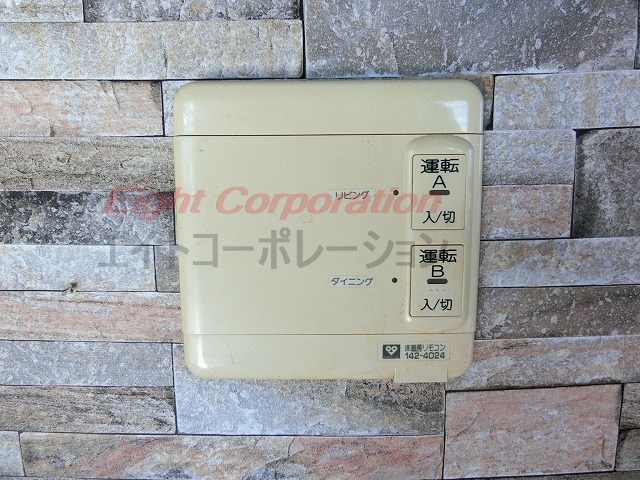 運転
A
リビング
入/切
Eight Corporation
エイトコーポレーション
運転
B
ダイニング
入/切
床暖房リモコン
142-4024